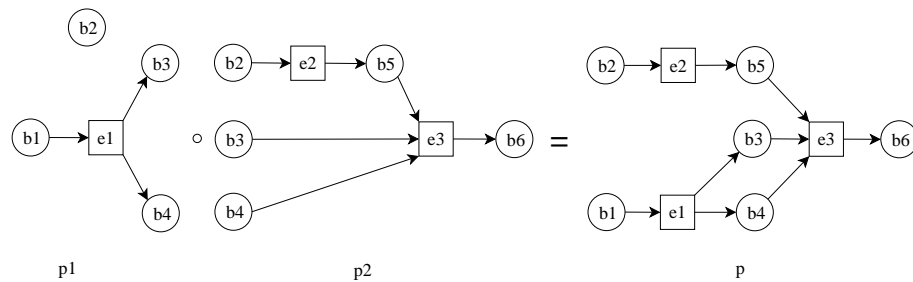 b2
b3
b1 e1
b4
p1
∘
b2 e2 b5
b3 e3 b6
b4
p2
=
b2 e2 b5
b3 e3 b6
b1 e1 b4
p